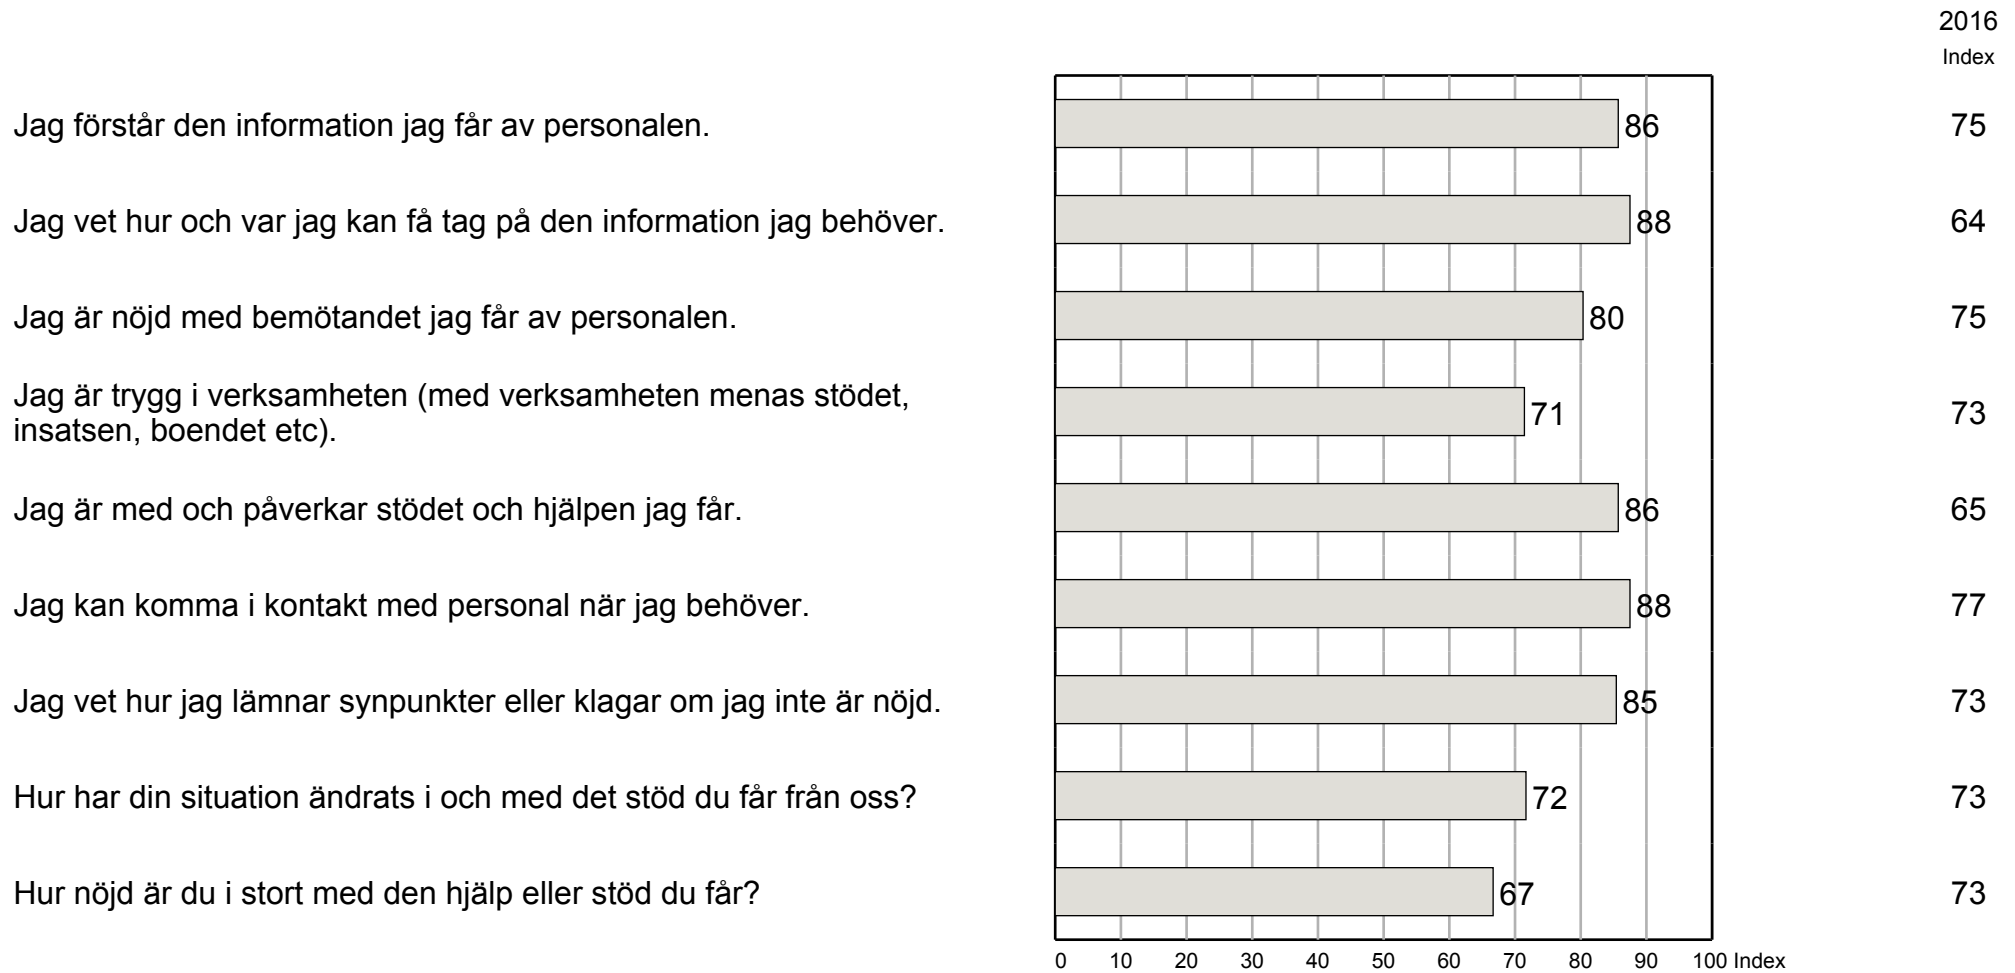 2016
Index
Jag förstår den information jag får av personalen. 86 75
Jag vet hur och var jag kan få tag på den information jag behöver. 88 64
Jag är nöjd med bemötandet jag får av personalen. 80 75
Jag är trygg i verksamheten (med verksamheten menas stödet,
insatsen, boendet etc). 71 73
Jag är med och påverkar stödet och hjälpen jag får. 86 65
Jag kan komma i kontakt med personal när jag behöver. 88 77
Jag vet hur jag lämnar synpunkter eller klagar om jag inte är nöjd. 85 73
Hur har din situation ändrats i och med det stöd du får från oss? 72 73
Hur nöjd är du i stort med den hjälp eller stöd du får? 67 73
0 10 20 30 40 50 60 70 80 90 100 Index